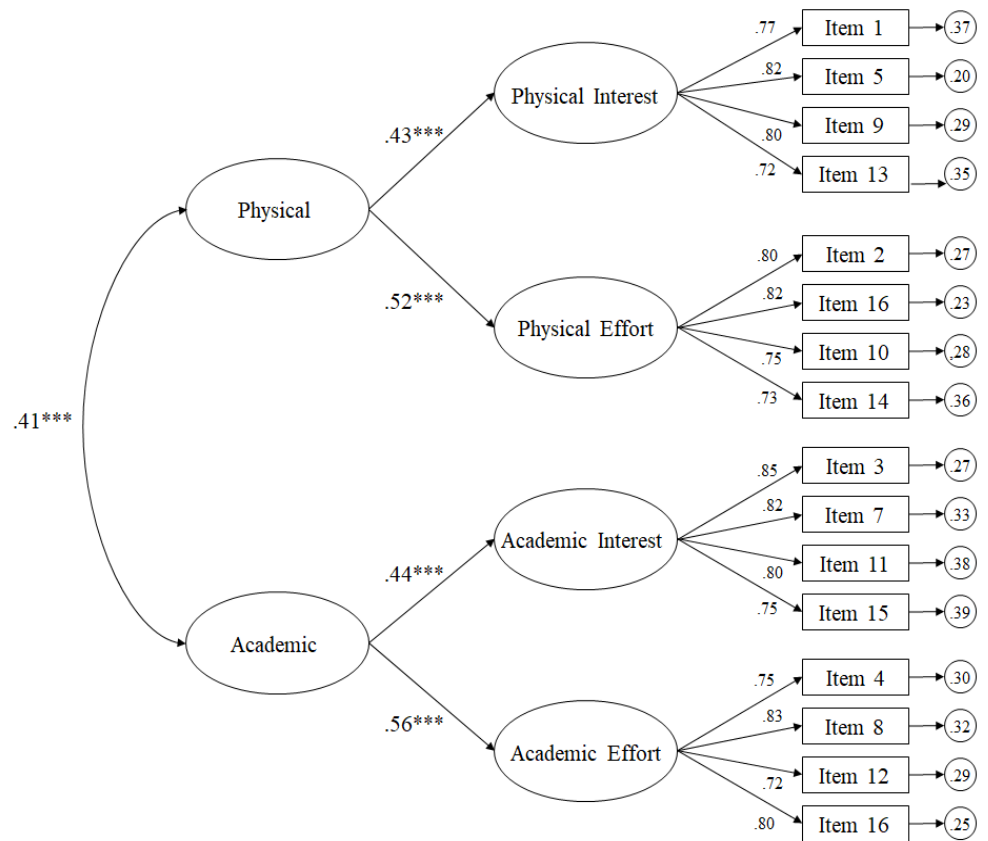 .77 Item 1 .37
.82 Item 5 .20
Physical Interest
Item 9 .29
.80
.72 Item 13 .35
.43***
Physical
.52***
.80 Item 2 .27
.82 Item 16 .23
Physical Effort
Item 10 .28
.75
.73 Item 14 .36
.41***
.85 Item 3 .27
.82 Item 7 .33
Academic Interest
Item 11 .38
.80
.75 Item 15 .39
.44***
Academic
.56***
.75 Item 4 .30
.83 Item 8 .32
Academic Effort
Item 12 .29
.72
.80 Item 16 .25